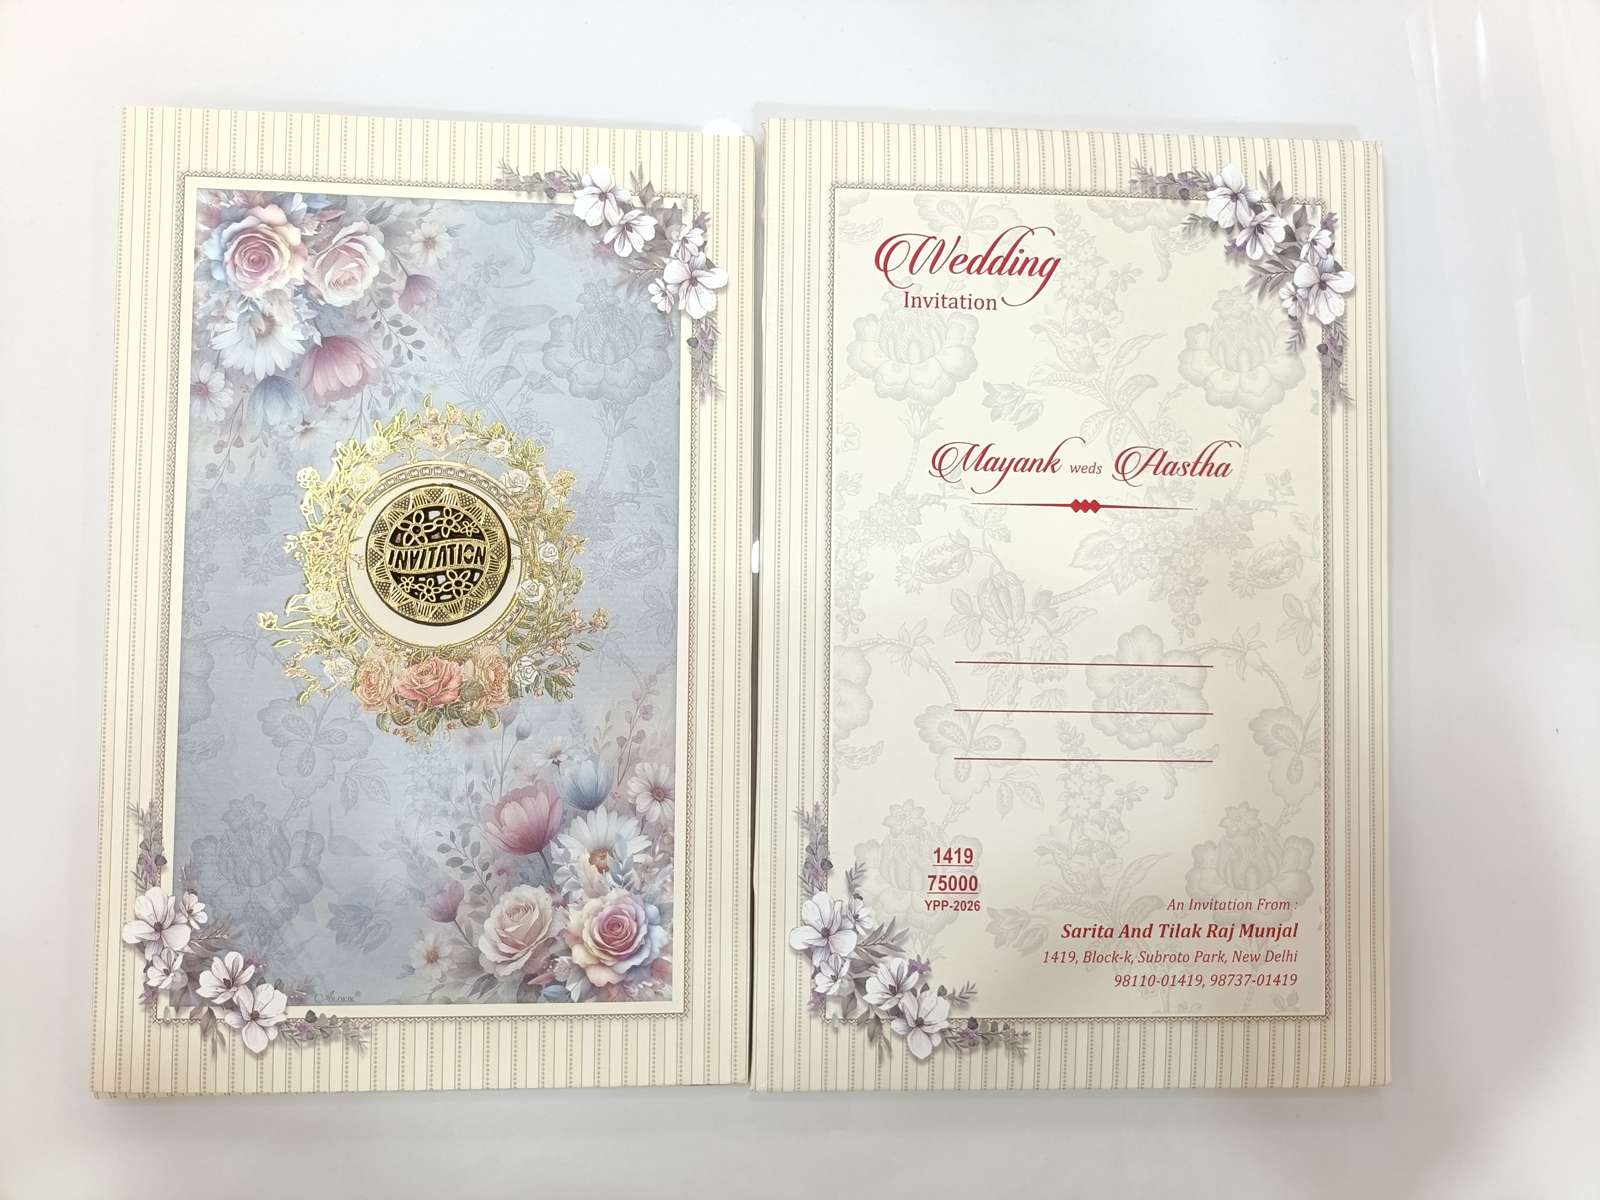 INVITATION
Alokik®
Wedding
Invitation
Mayank weds Aastha
1419
75000
YPP-2026
An Invitation From :
Sarita And Tilak Raj Munjal
1419, Block-k, Subroto Park, New Delhi
98110-01419, 98737-01419